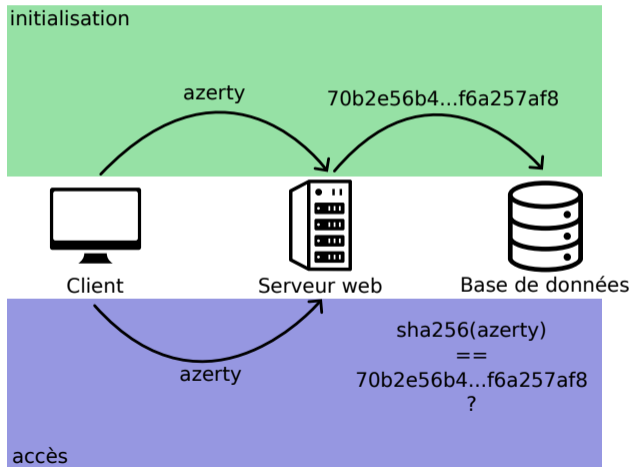 initialisation
azerty
70b2e56b4...f6a257af8
Client
Serveur web
Base de données
azerty
sha256(azerty)
==
70b2e56b4...f6a257af8
?
accès